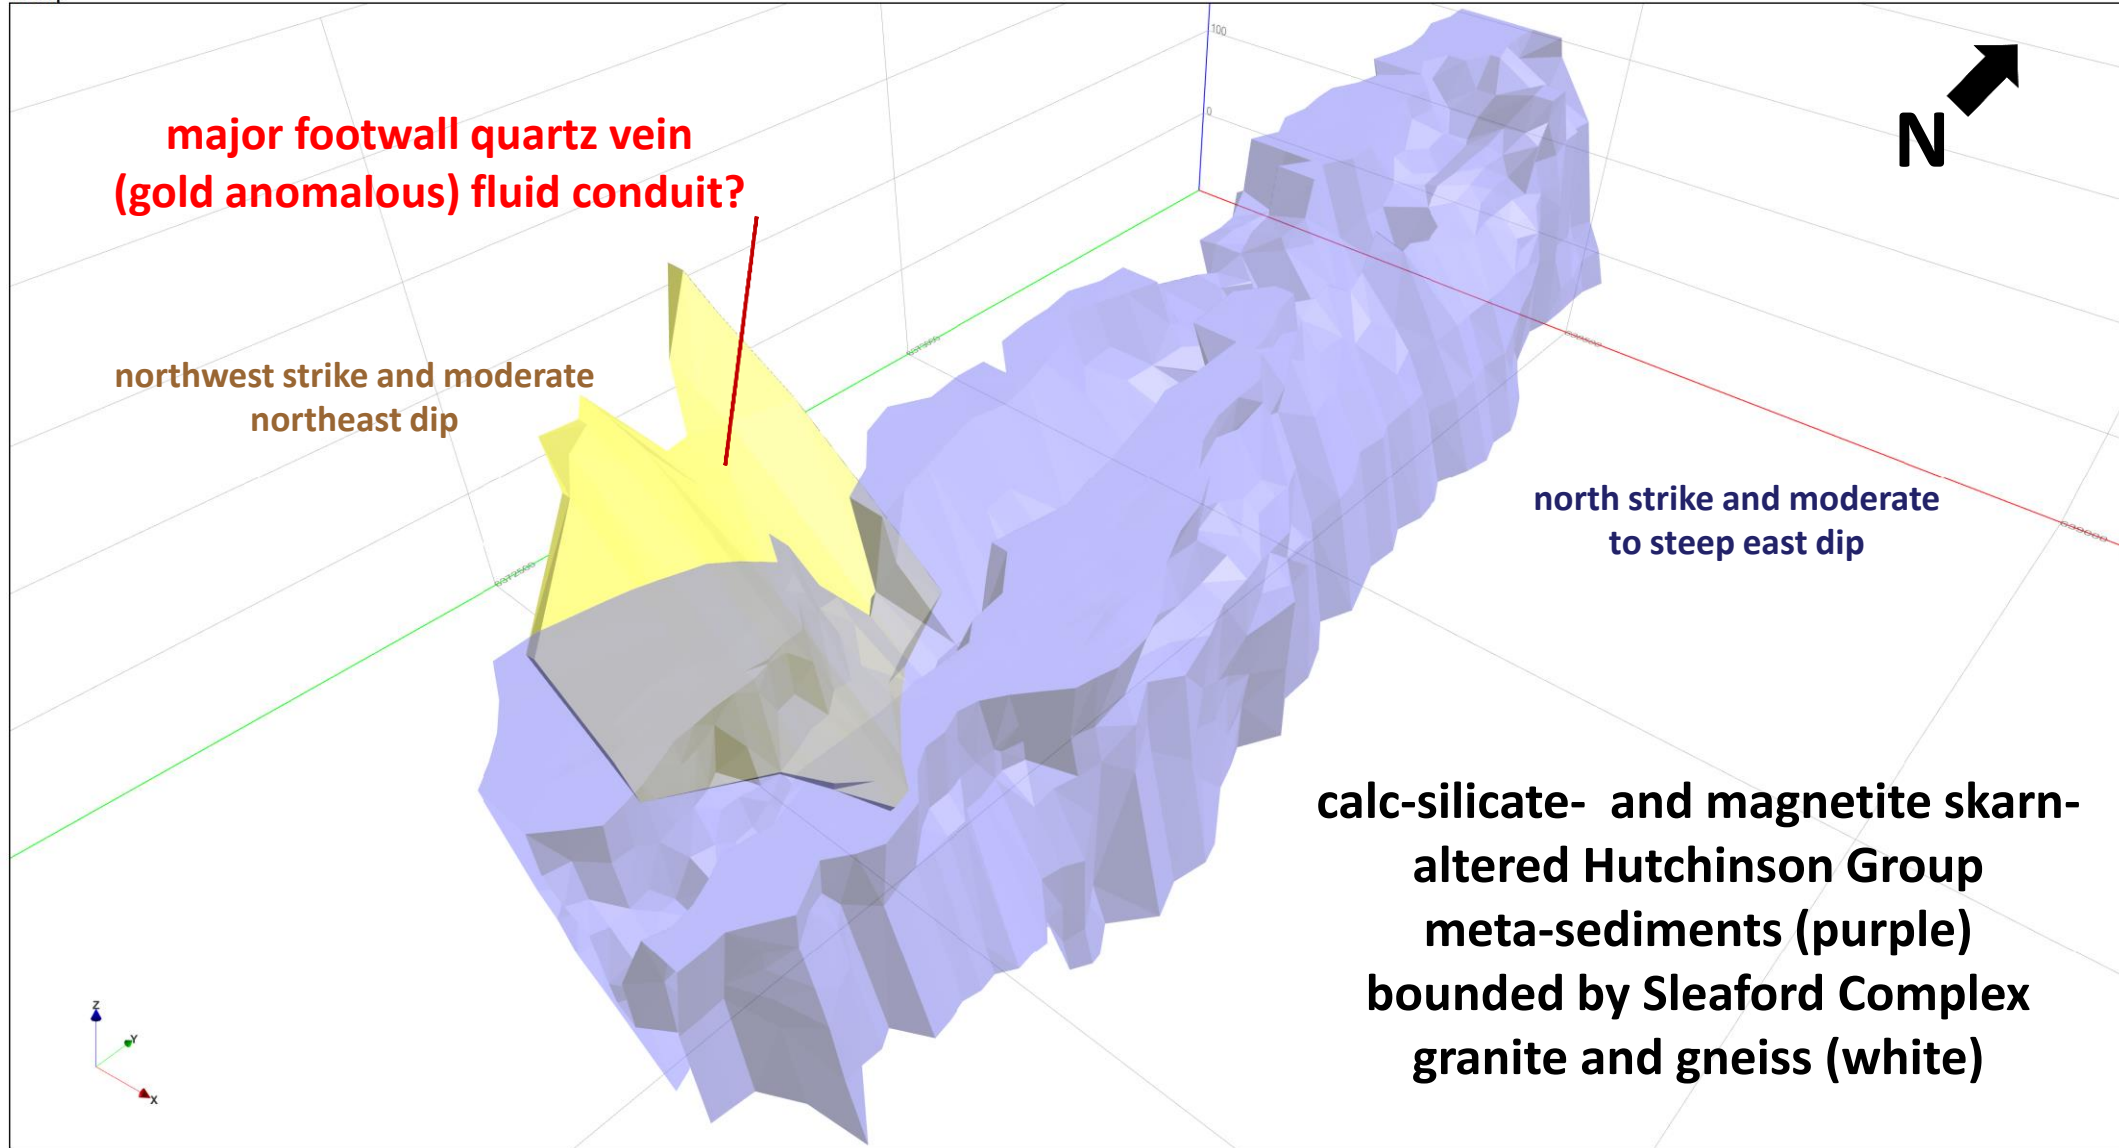 100
0
N
major footwall quartz vein
(gold anomalous) fluid conduit?
northwest strike and moderate
northeast dip
north strike and moderate
to steep east dip
6372500
calc-silicate- and magnetite skarn-
altered Hutchinson Group
meta-sediments (purple)
bounded by Sleaford Complex
granite and gneiss (white)
Z
Y
X